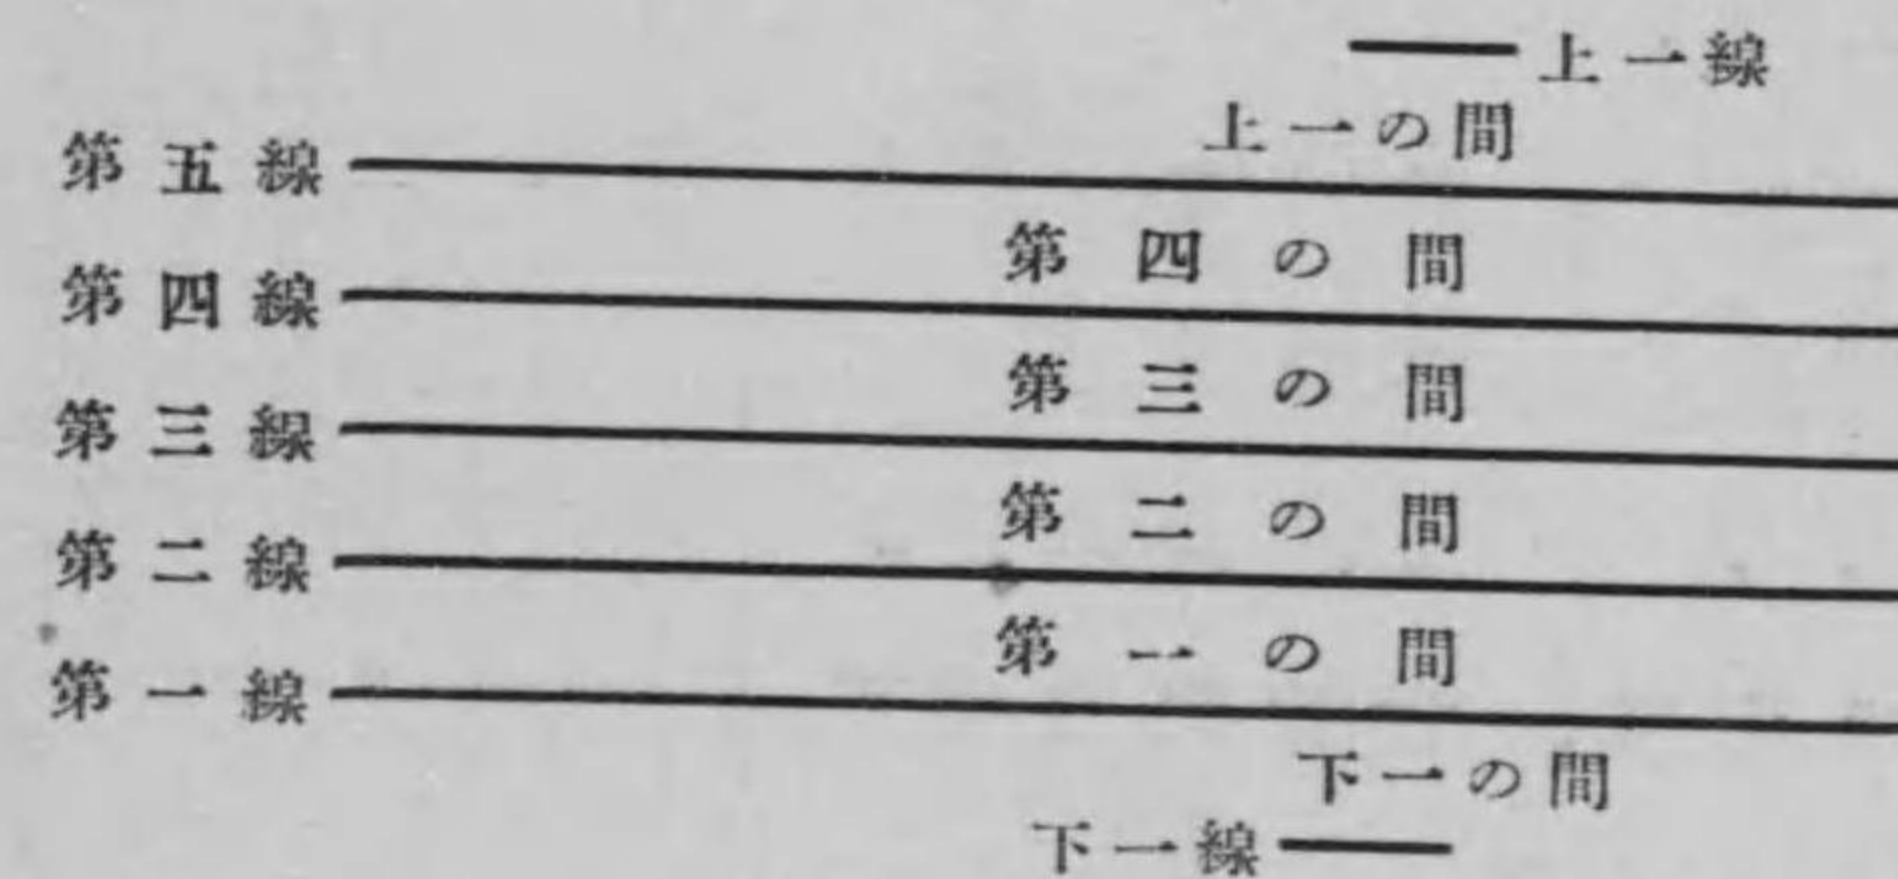 上一線
上一の間
第五線
第四の間
第四線
第三の間
第三線
第二の間
第二線
第一の間
第一線
下一の間
下一線